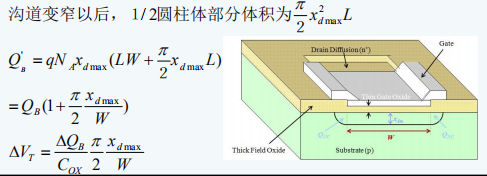 沟道变窄以后，1/2圆柱体部分体积为 $\frac{\pi}{2} x_{d\max}^2 L$
$Q_B' = qN_A x_{d\max}(LW + \frac{\pi}{2} x_{d\max} L)$
$= Q_B(1 + \frac{\pi}{2} \frac{x_{d\max}}{W})$
$\Delta V_T = \frac{\Delta Q_B}{C_{OX}} \frac{\pi}{2} \frac{x_{d\max}}{W}$
Drain Diffusion (n⁺)
Gate
Thin Gate Oxide
W
Thick Field Oxide
Substrate (p)